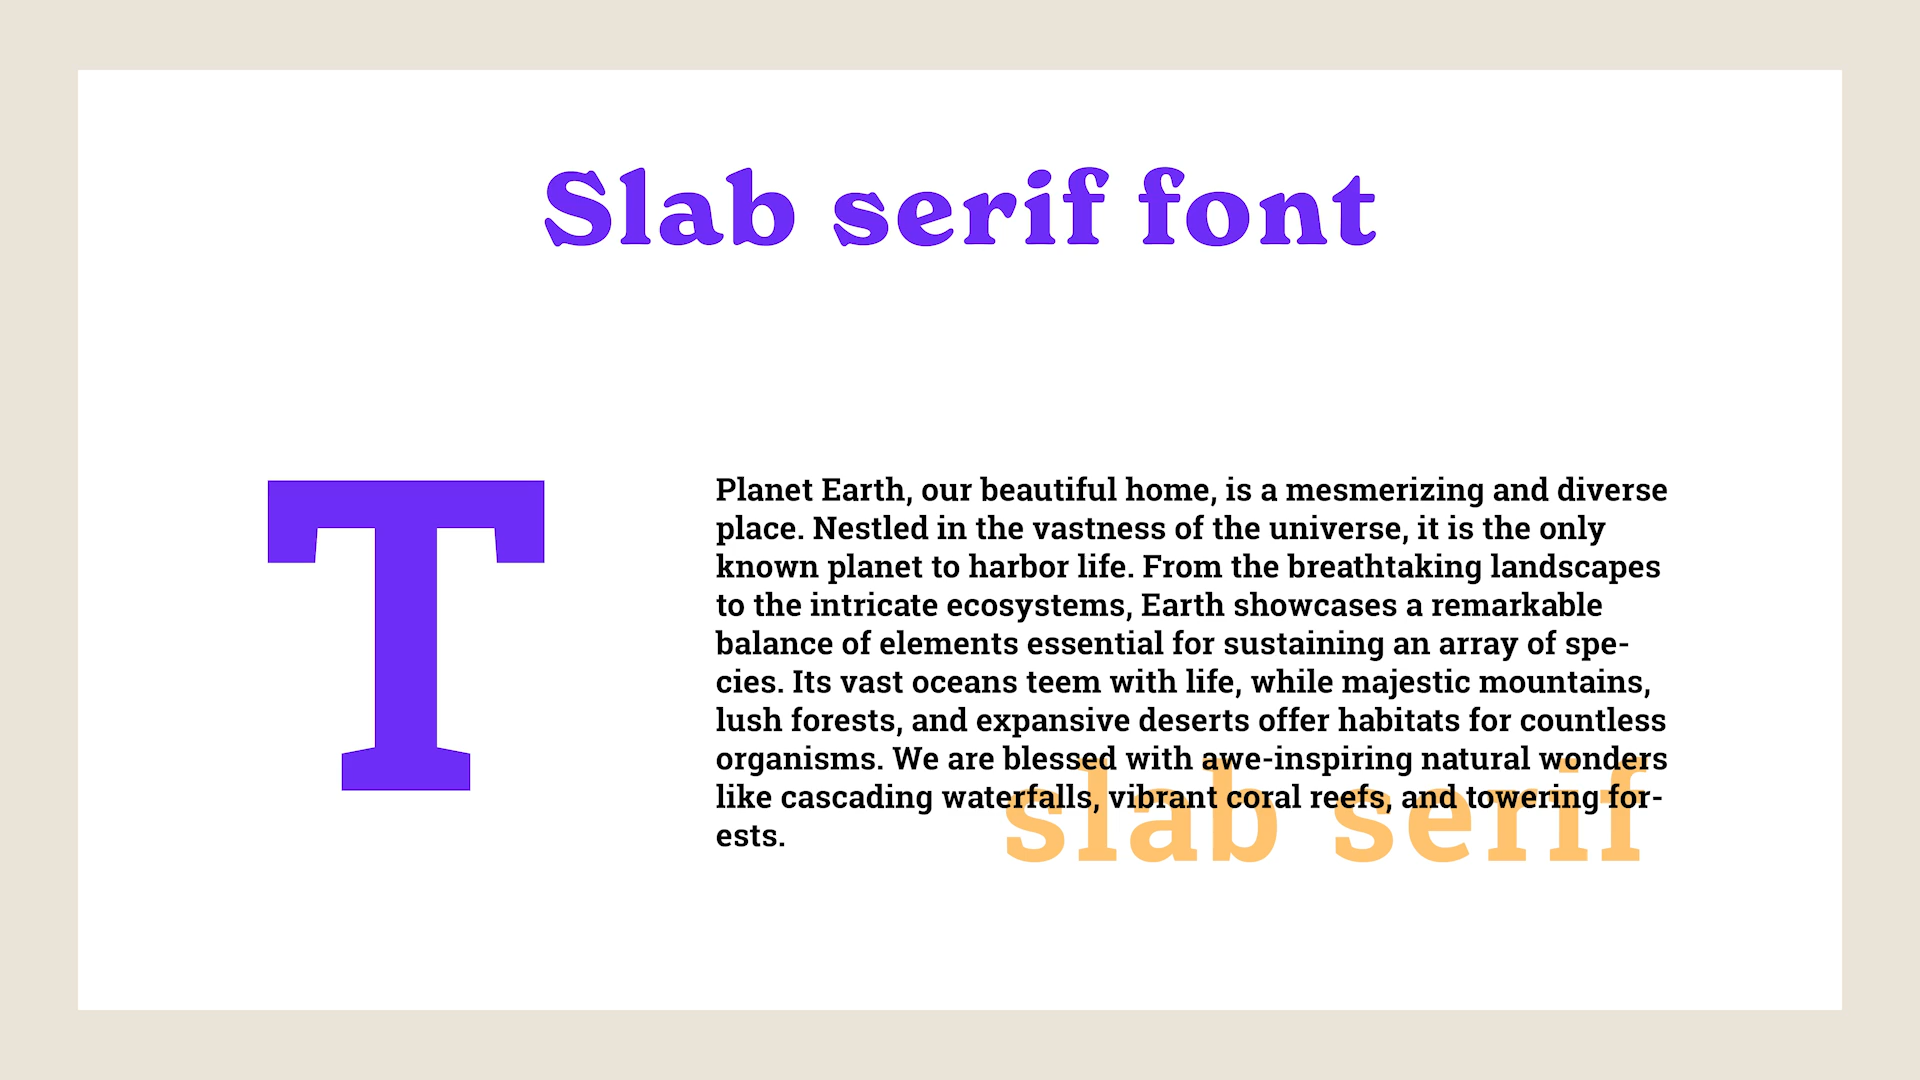 Slab serif font
T
Planet Earth, our beautiful home, is a mesmerizing and diverse
place. Nestled in the vastness of the universe, it is the only
known planet to harbor life. From the breathtaking landscapes
to the intricate ecosystems, Earth showcases a remarkable
balance of elements essential for sustaining an array of spe-
cies. Its vast oceans teem with life, while majestic mountains,
lush forests, and expansive deserts offer habitats for countless
organisms. We are blessed with awe-inspiring natural wonders
like cascading waterfalls, vibrant coral reefs, and towering for-
ests.
slab serif